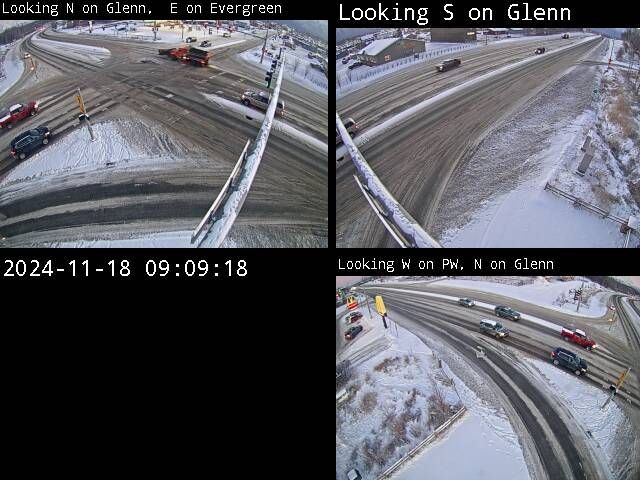 Looking N on Glenn,  E on Evergreen
Looking S on Glenn
2024-11-18 09:09:18
Looking W on PW, N on Glenn